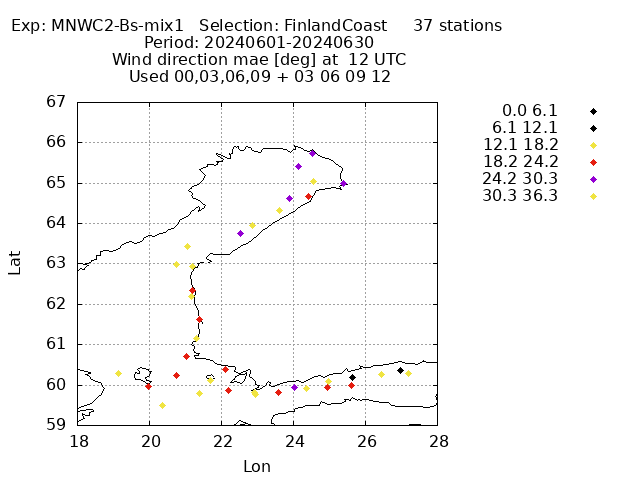 Exp: MNWC2-Bs-mix1 Selection: FinlandCoast 37 stations
Period: 20240601-20240630
Wind direction mae [deg] at 12 UTC
Used 00,03,06,09 + 03 06 09 12
67
66
65
64
63
62
61
60
59
Lat
18 20 22 24 26 28
Lon
0.0 6.1
6.1 12.1
12.1 18.2
18.2 24.2
24.2 30.3
30.3 36.3